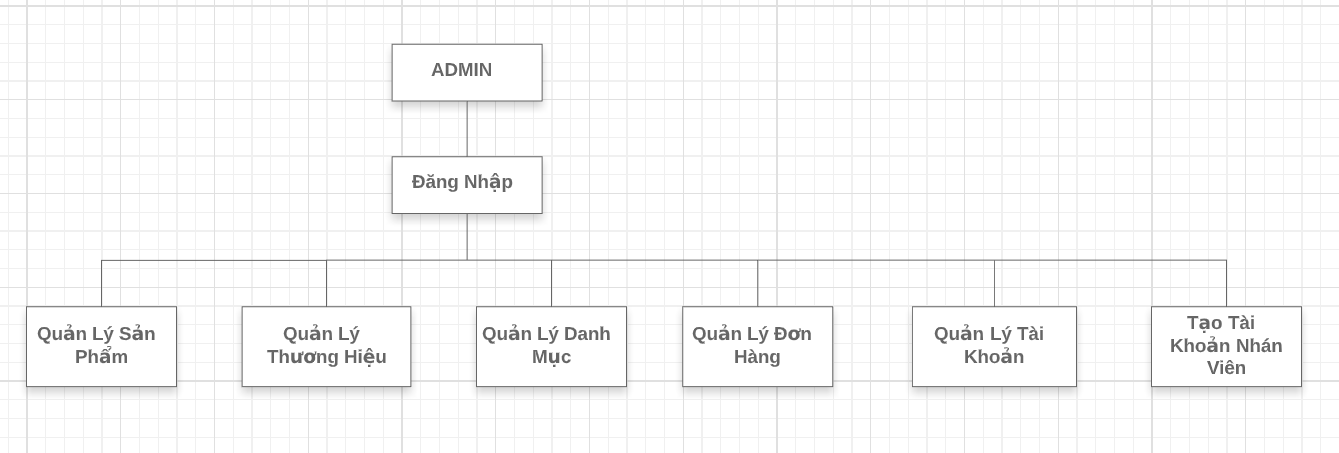 ADMIN
Đăng Nhập
Quản Lý Sản
Phẩm
Quản Lý
Thương Hiệu
Quản Lý Danh
Mục
Quản Lý Đơn
Hàng
Quản Lý Tài
Khoản
Tạo Tài
Khoản Nhán
Viên